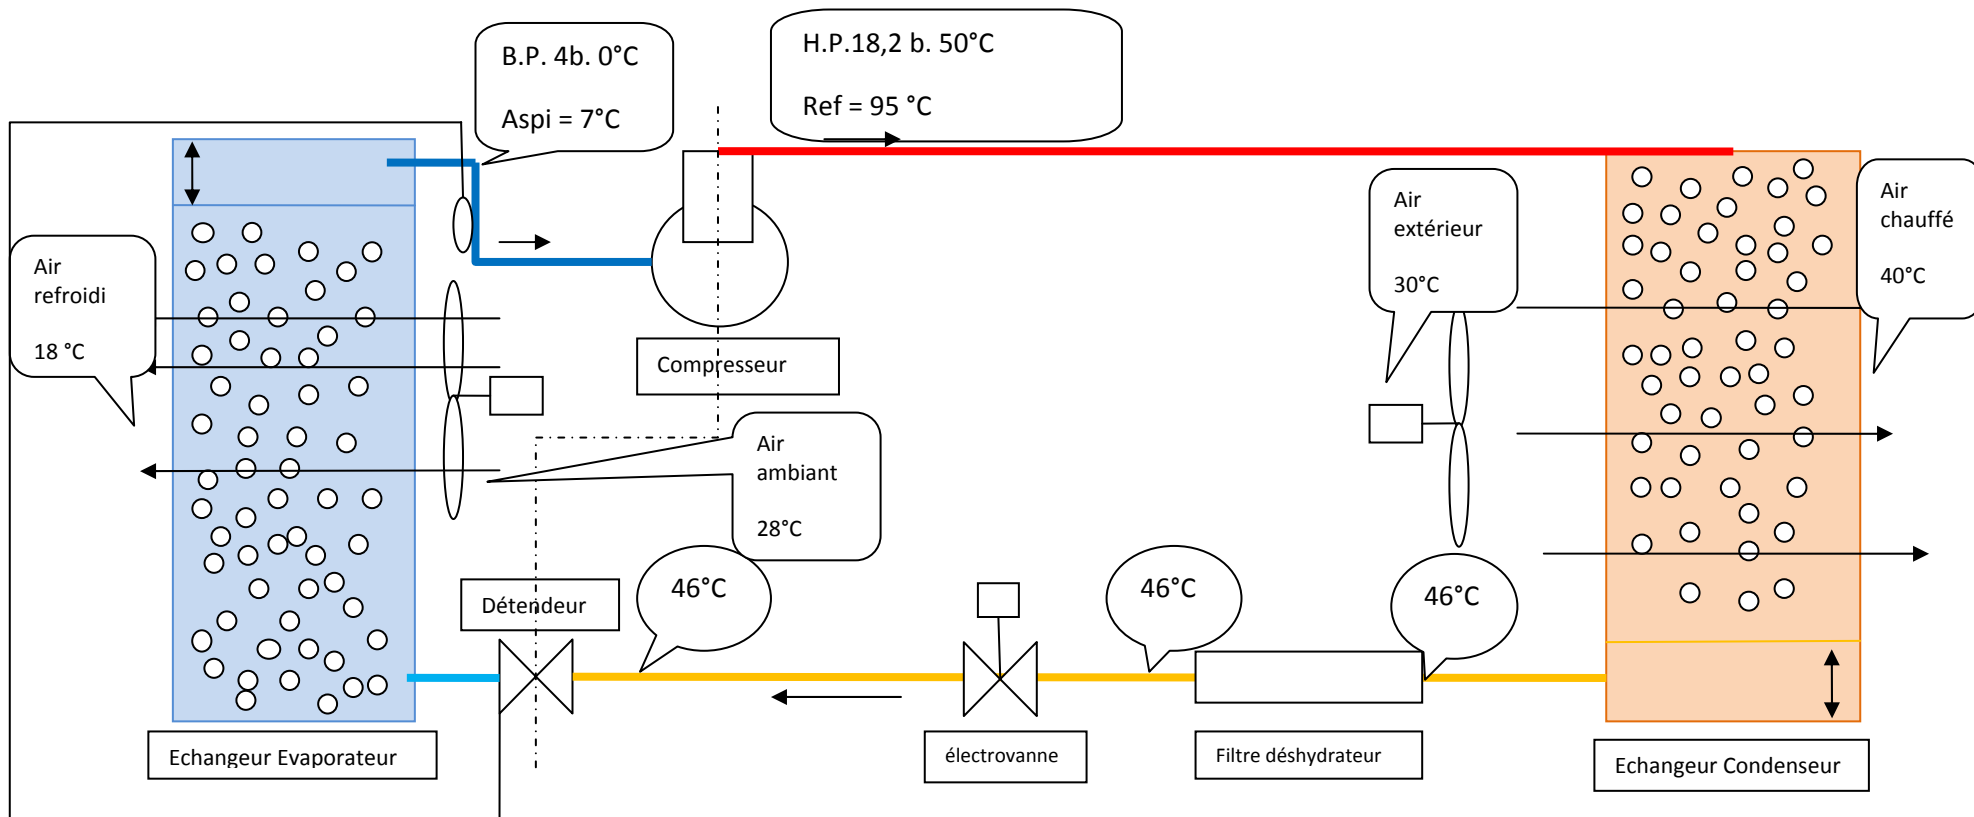 B.P. 4b. 0°C
Aspi = 7°C
H.P.18,2 b. 50°C
Ref = 95 °C
Air
refroidi
18 °C
Compresseur
Air
ambiant
28°C
Air
extérieur
30°C
Air
chauffé
40°C
Détendeur
46°C
46°C
46°C
Echangeur Evaporateur
électrovanne
Filtre déshydrateur
Echangeur Condenseur